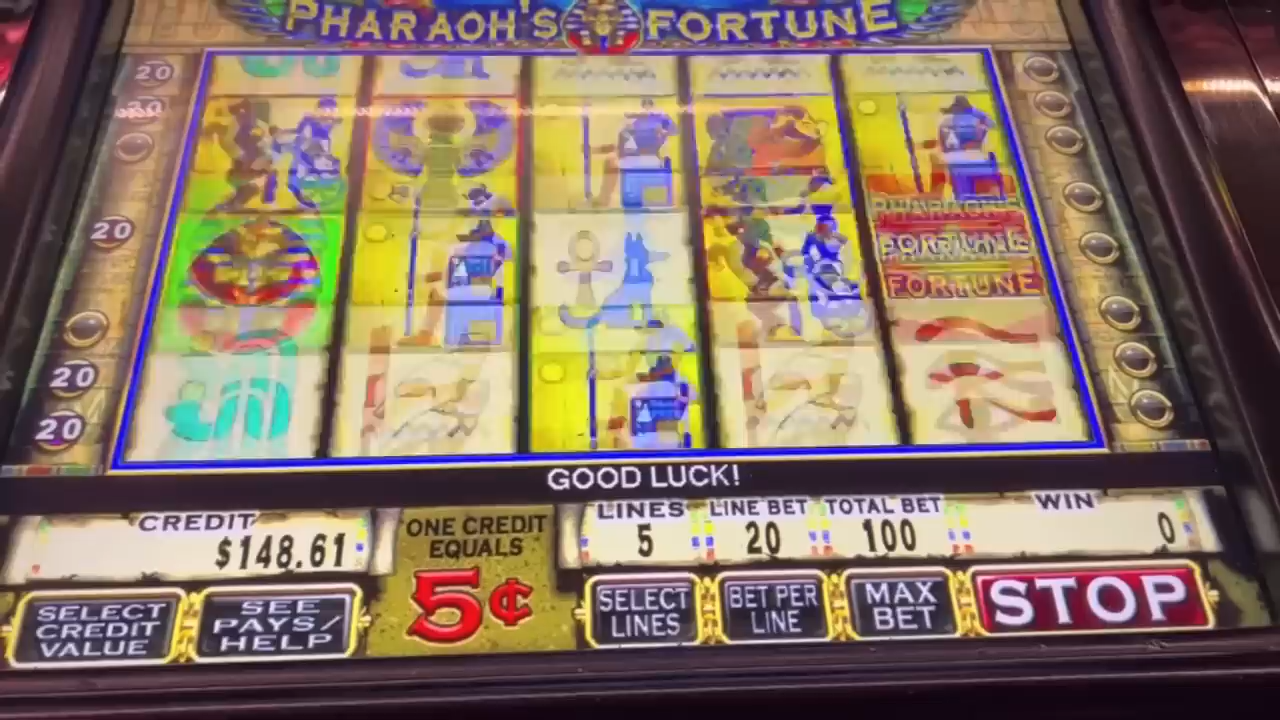 PHARAOH'S FORTUNE
20
20
20
20
PHARAOH'S
FORTUNE
FORTUNE
GOOD LUCK!
CREDIT
$148.61
ONE CREDIT
EQUALS
5¢
LINES
5
LINE BET
20
TOTAL BET
100
WIN
0
SELECT
CREDIT
VALUE
SEE
PAYS/
HELP
SELECT
LINES
BET PER
LINE
MAX
BET
STOP